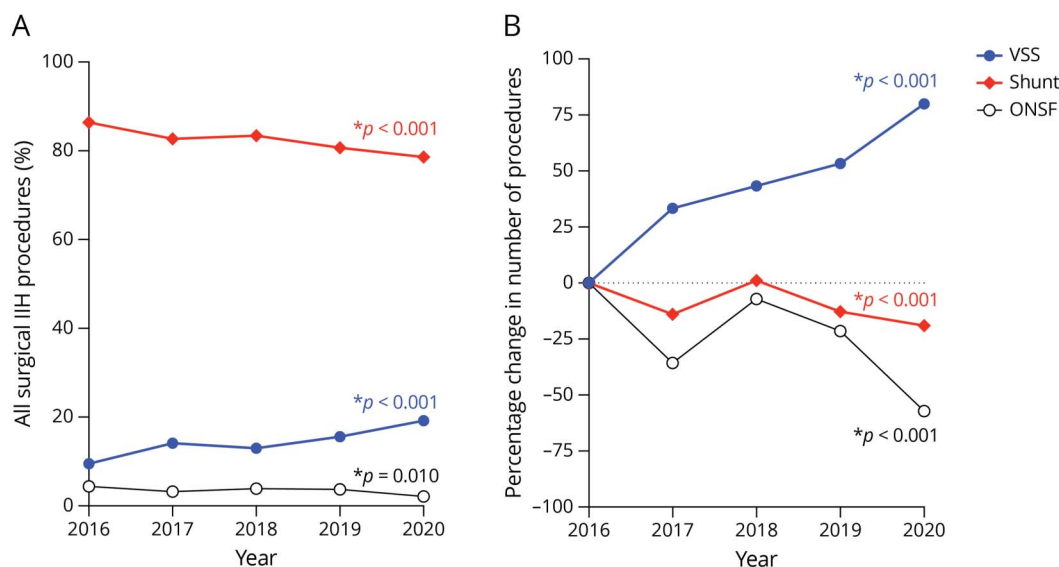 A
All surgical IIH procedures (%)
100
80
60
40
20
0
*p < 0.001
*p < 0.001
*p = 0.010
2016 2017 2018 2019 2020
Year
B
Percentage change in number of procedures
100
75
50
25
0
−25
−50
−75
−100
*p < 0.001
*p < 0.001
*p < 0.001
2016 2017 2018 2019 2020
Year
VSS
Shunt
ONSF